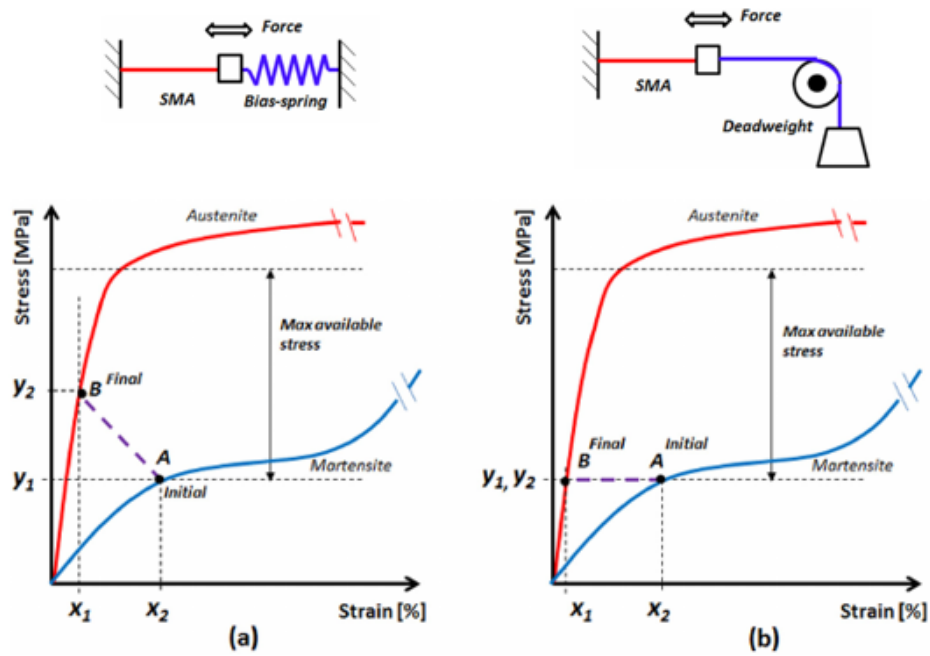 Force
SMA
Bias-spring
Force
SMA
Deadweight
Stress [MPa]
Austenite
Max available
stress
y₂
B
Final
A
y₁
Initial
Martensite
x₁
x₂
Strain [%]
(a)
Stress [MPa]
Austenite
Max available
stress
Final
Initial
B
A
y₁, y₂
Martensite
x₁
x₂
Strain [%]
(b)